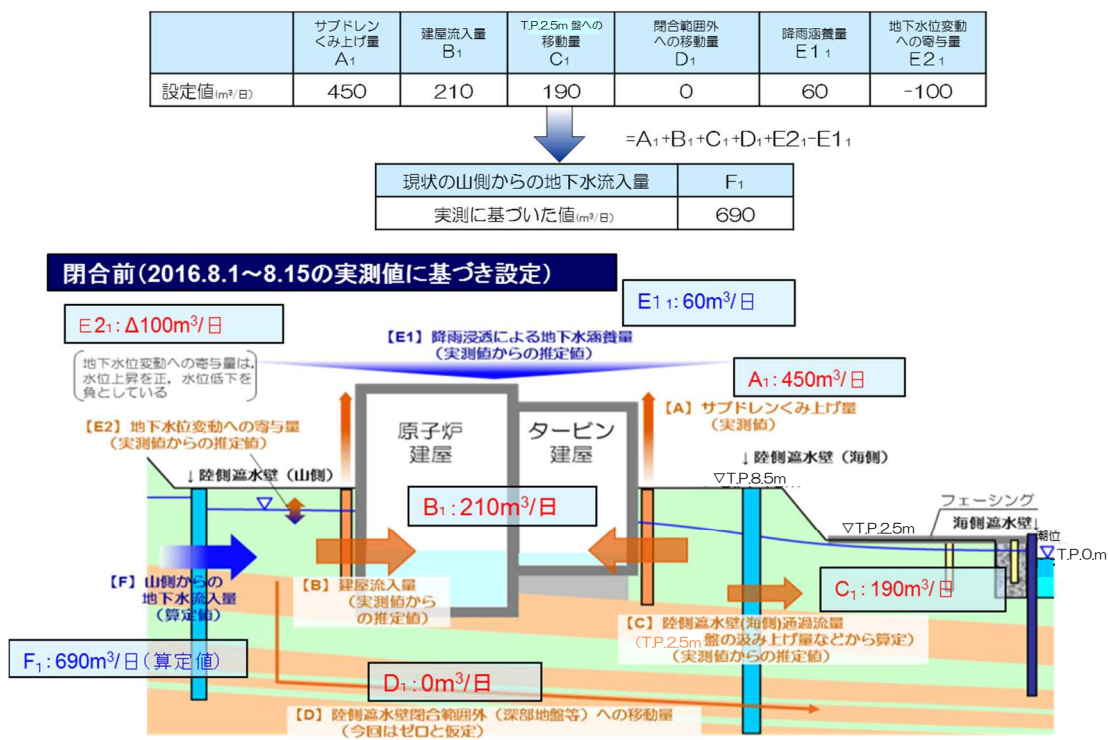 サブドレン
くみ上げ量
A₁
建屋流入量
B₁
T.P.2.5m 盤への
移動量
C₁
閉合範囲外
への移動量
D₁
降雨涵養量
E1₁
地下水位変動
への寄与量
E2₁
設定値(m³/日)
450
210
190
0
60
-100
=A₁+B₁+C₁+D₁+E2₁-E1₁
現状の山側からの地下水流入量
F₁
実測に基づいた値(m³/日)
690
閉合前(2016.8.1～8.15の実測値に基づき設定)
E1₁:60m³/日
E2₁:Δ100m³/日
【E1】降雨浸透による地下水涵養量
(実測値からの推定値)
地下水位変動への寄与量は,
水位上昇を正, 水位低下を
負としている
A₁:450m³/日
【A】サブドレンくみ上げ量
(実測値)
【E2】地下水位変動への寄与量
(実測値からの推定値)
原子炉
建屋
タービン
建屋
↓陸側遮水壁(山側)
↓陸側遮水壁(海側)
▽T.P.8.5m
B₁:210m³/日
フェーシング
▽T.P.2.5m
海側遮水壁↓
潮位
▽T.P.0.m
【F】山側からの
地下水流入量
(算定値)
【B】建屋流入量
(実測値から
の推定値)
C₁:190m³/日
【C】陸側遮水壁(海側)通過流量
(T.P.2.5m 盤の汲み上げ量などから算定)
(実測値からの推定値)
F₁:690m³/日(算定値)
D₁:0m³/日
【D】陸側遮水壁閉合範囲外(深部地盤等)への移動量
(今回はゼロと仮定)